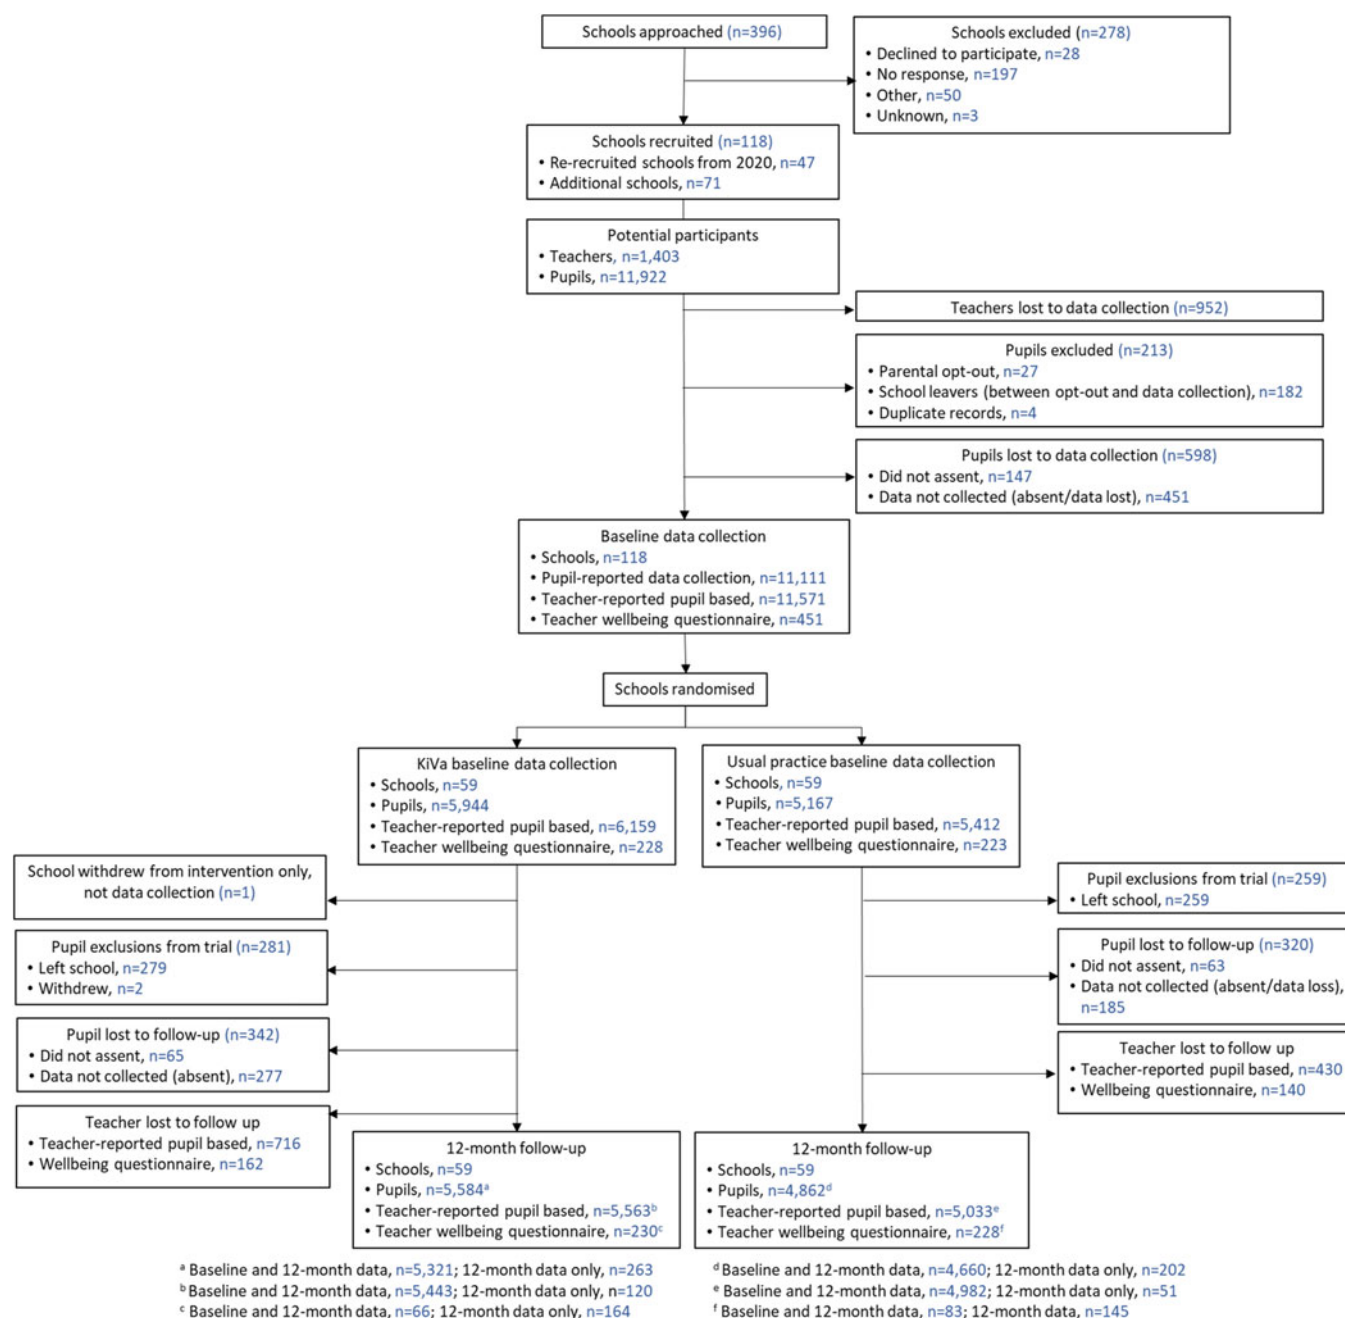 Schools approached (n=396)
Schools excluded (n=278)
• Declined to participate, n=28
• No response, n=197
• Other, n=50
• Unknown, n=3
Schools recruited (n=118)
• Re-recruited schools from 2020, n=47
• Additional schools, n=71
Potential participants
• Teachers, n=1,403
• Pupils, n=11,922
Teachers lost to data collection (n=952)
Pupils excluded (n=213)
• Parental opt-out, n=27
• School leavers (between opt-out and data collection), n=182
• Duplicate records, n=4
Pupils lost to data collection (n=598)
• Did not assent, n=147
• Data not collected (absent/data lost), n=451
Baseline data collection
• Schools, n=118
• Pupil-reported data collection, n=11,111
• Teacher-reported pupil based, n=11,571
• Teacher wellbeing questionnaire, n=451
Schools randomised
KiVa baseline data collection
• Schools, n=59
• Pupils, n=5,944
• Teacher-reported pupil based, n=6,159
• Teacher wellbeing questionnaire, n=228
Usual practice baseline data collection
• Schools, n=59
• Pupils, n=5,167
• Teacher-reported pupil based, n=5,412
• Teacher wellbeing questionnaire, n=223
School withdrew from intervention only,
not data collection (n=1)
Pupil exclusions from trial (n=281)
• Left school, n=279
• Withdrew, n=2
Pupil lost to follow-up (n=342)
• Did not assent, n=65
• Data not collected (absent), n=277
Teacher lost to follow up
• Teacher-reported pupil based, n=716
• Wellbeing questionnaire, n=162
Pupil exclusions from trial (n=259)
• Left school, n=259
Pupil lost to follow-up (n=320)
• Did not assent, n=63
• Data not collected (absent/data loss),
n=185
Teacher lost to follow up
• Teacher-reported pupil based, n=430
• Wellbeing questionnaire, n=140
12-month follow-up
• Schools, n=59
• Pupils, n=5,584ᵃ
• Teacher-reported pupil based, n=5,563ᵇ
• Teacher wellbeing questionnaire, n=230ᶜ
12-month follow-up
• Schools, n=59
• Pupils, n=4,862ᵈ
• Teacher-reported pupil based, n=5,033ᵉ
• Teacher wellbeing questionnaire, n=228ᶠ
ᵃ Baseline and 12-month data, n=5,321; 12-month data only, n=263
ᵇ Baseline and 12-month data, n=5,443; 12-month data only, n=120
ᶜ Baseline and 12-month data, n=66; 12-month data only, n=164
ᵈ Baseline and 12-month data, n=4,660; 12-month data only, n=202
ᵉ Baseline and 12-month data, n=4,982; 12-month data only, n=51
ᶠ Baseline and 12-month data, n=83; 12-month data, n=145